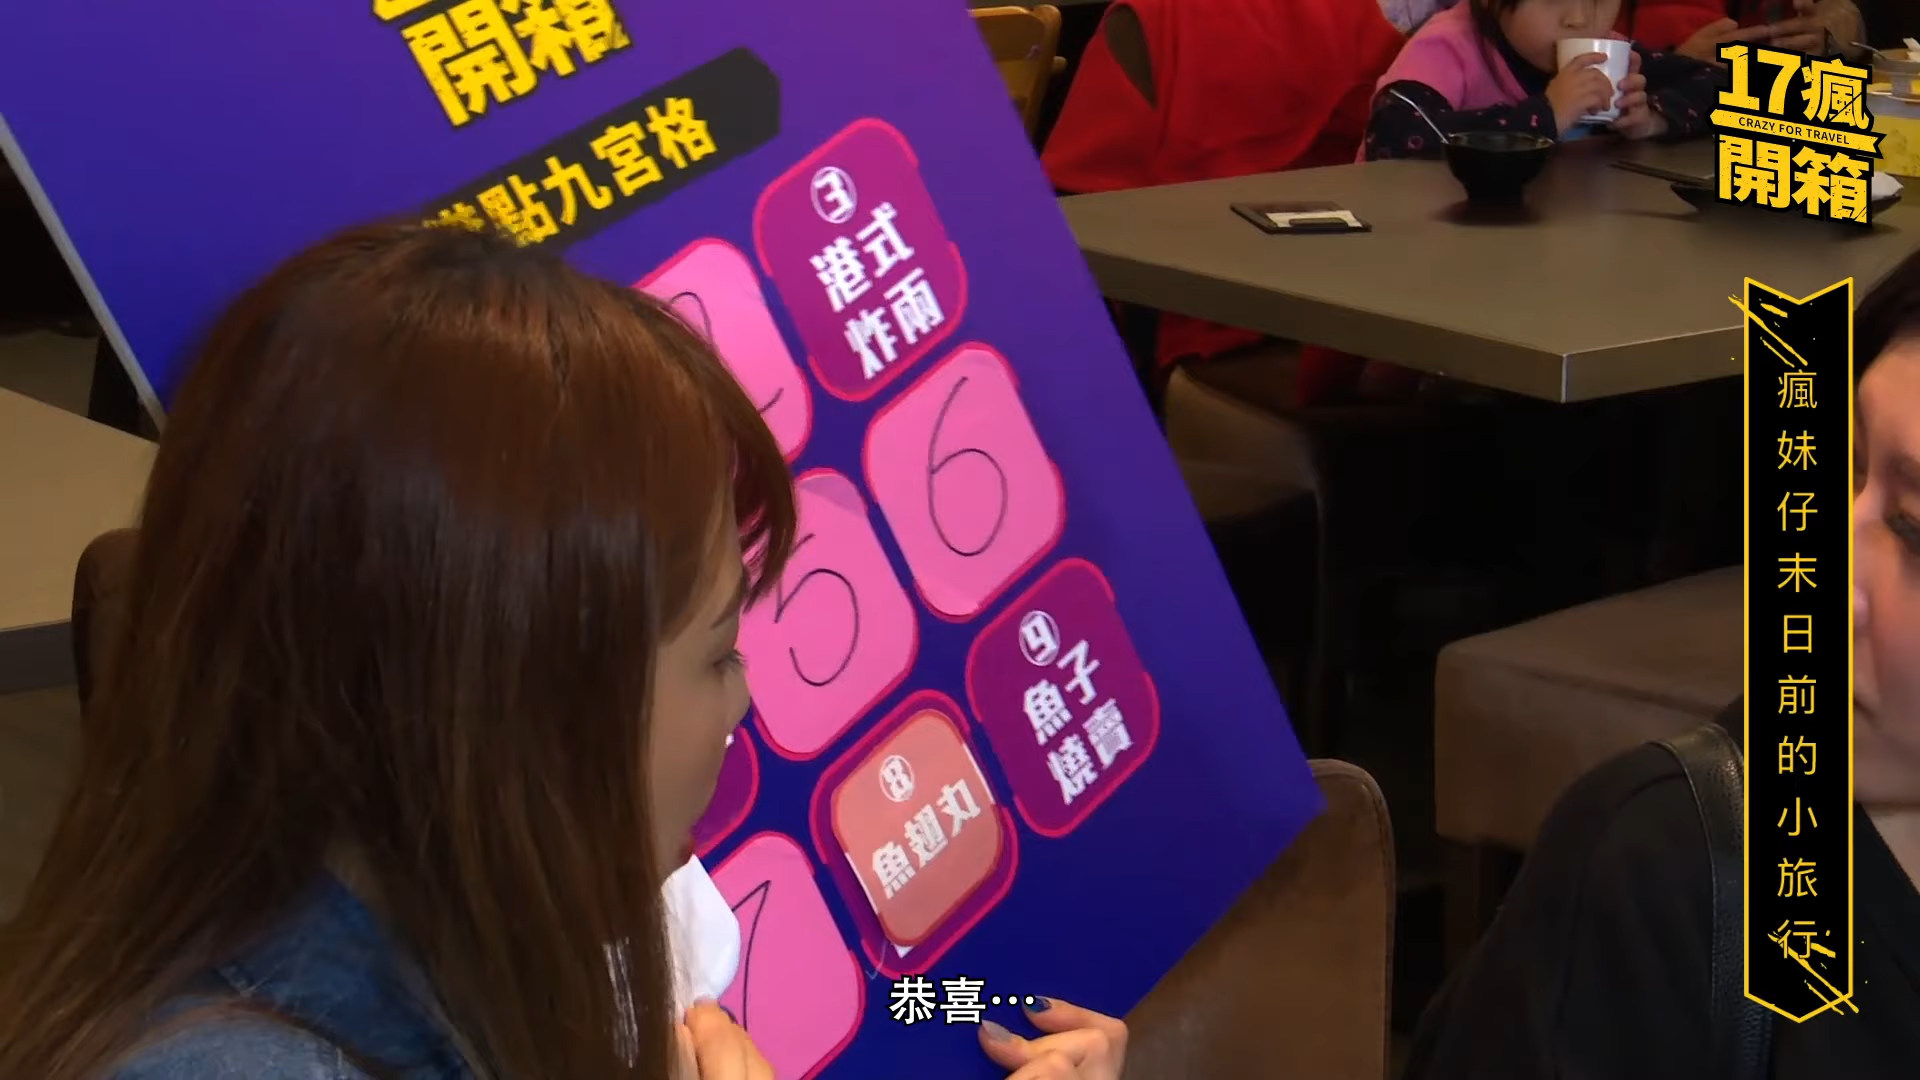 開箱
點九宮格
③
港式
炸兩
2
6
5
⑨
魚子
燒賣
⑧
魚翅丸
7
恭喜…
17瘋
CRAZY FOR TRAVEL
開箱
瘋妹仔末日前的小旅行